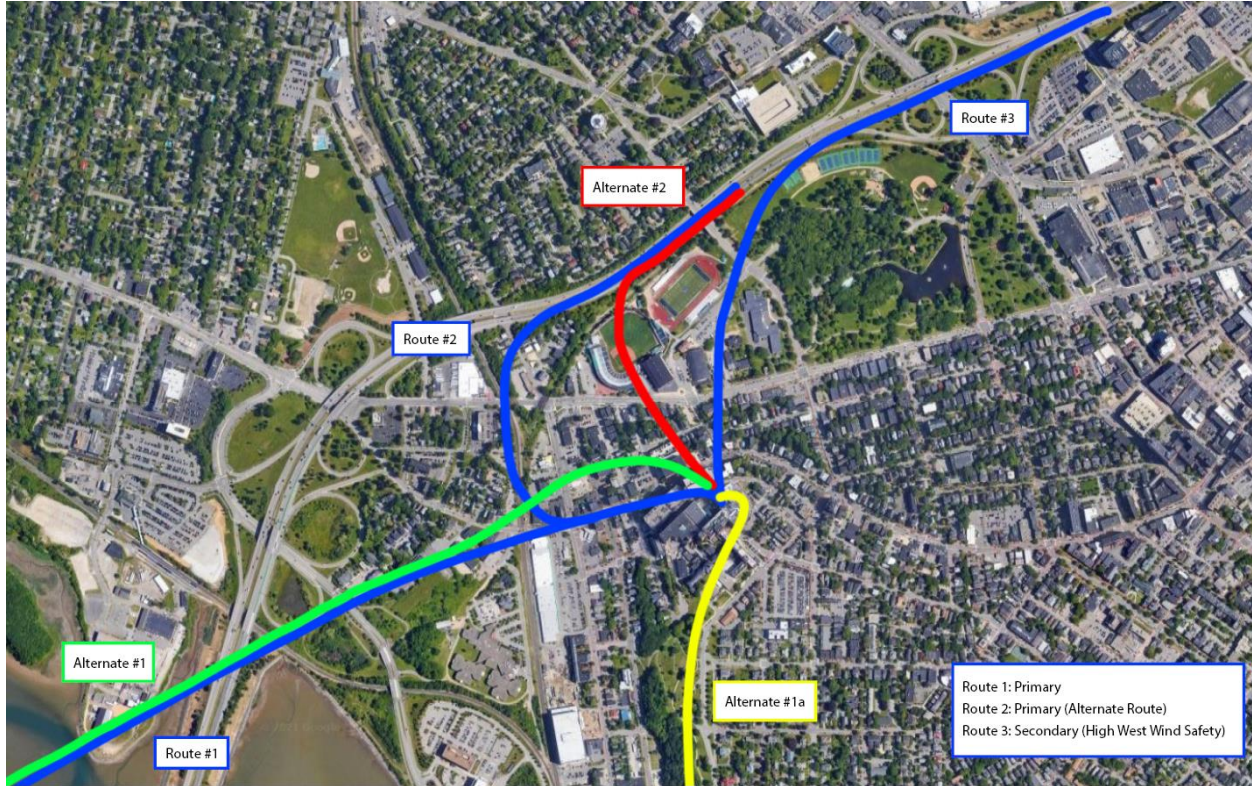 Route #3
Alternate #2
Route #2
Alternate #1
Alternate #1a
Route #1
Route 1: Primary
Route 2: Primary (Alternate Route)
Route 3: Secondary (High West Wind Safety)